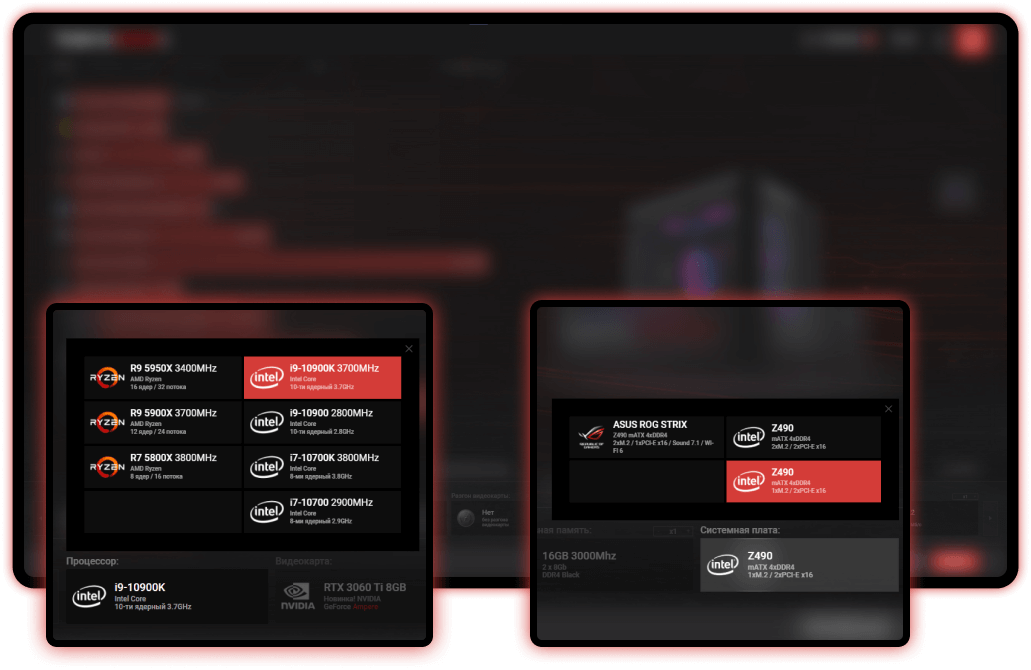 R9 5950X 3400MHz
AMD Ryzen
16 ядер / 32 потока
RYZEN
i9-10900K 3700MHz
Intel Core
10-ти ядерный 3.7GHz
intel
R9 5900X 3700MHz
AMD Ryzen
12 ядер / 24 потока
RYZEN
i9-10900 2800MHz
Intel Core
10-ти ядерный 2.8GHz
intel
R7 5800X 3800MHz
AMD Ryzen
8 ядер / 16 потока
RYZEN
i7-10700K 3800MHz
Intel Core
8-ми ядерный 3.8GHz
intel
i7-10700 2900MHz
Intel Core
8-ми ядерный 2.9GHz
intel
Процессор:
i9-10900K
Intel Core
10-ти ядерный 3.7GHz
intel
Видеокарта:
RTX 3060 Ti 8GB
Новинка! NVIDIA
GeForce Ampere
NVIDIA
Нет
ASUS ROG STRIX
Z490 mATX 4xDDR4
2xM.2 / 1xPCI-E x16 / Sound 7.1 / WI-
FI 6
REPUBLIC OF
GAMERS
Z490
mATX 4xDDR4
2xM.2 / 2xPCI-E x16
intel
Z490
mATX 4xDDR4
1xM.2 / 2xPCI-E x16
intel
ная память:
x1
16GB 3000Mhz
2 x 8Gb
DDR4 Black
Системная плата:
Z490
mATX 4xDDR4
1xM.2 / 2xPCI-E x16
intel